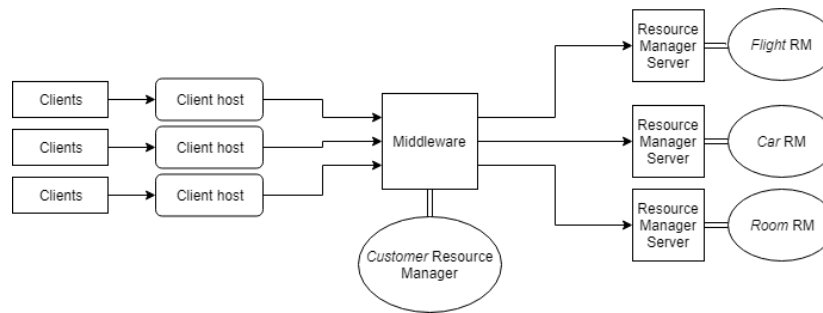 Clients
Client host
Clients
Client host
Clients
Client host
Middleware
Customer Resource
Manager
Resource
Manager
Server
Flight RM
Resource
Manager
Server
Car RM
Resource
Manager
Server
Room RM